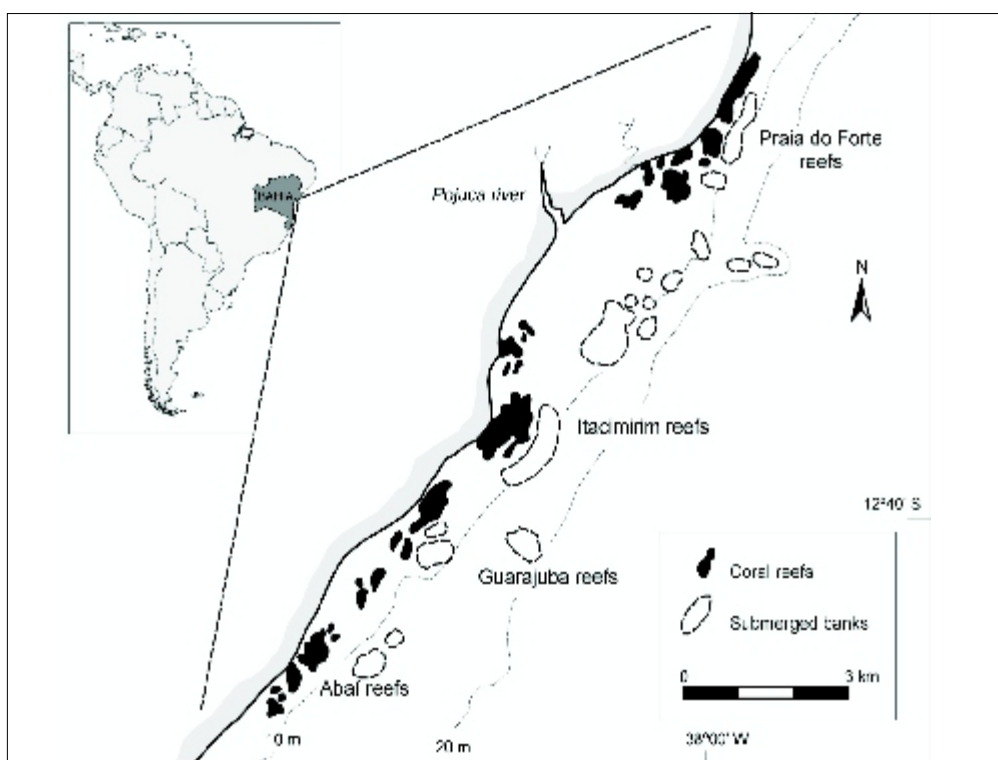 BAHIA
Praia do Forte
reefs
Pojuca river
N
Itacimirim reefs
12°40' S
Guarajuba reefs
Coral reefs
Submerged banks
0 3 km
Abaí reefs
0 m
20 m
38°00' W